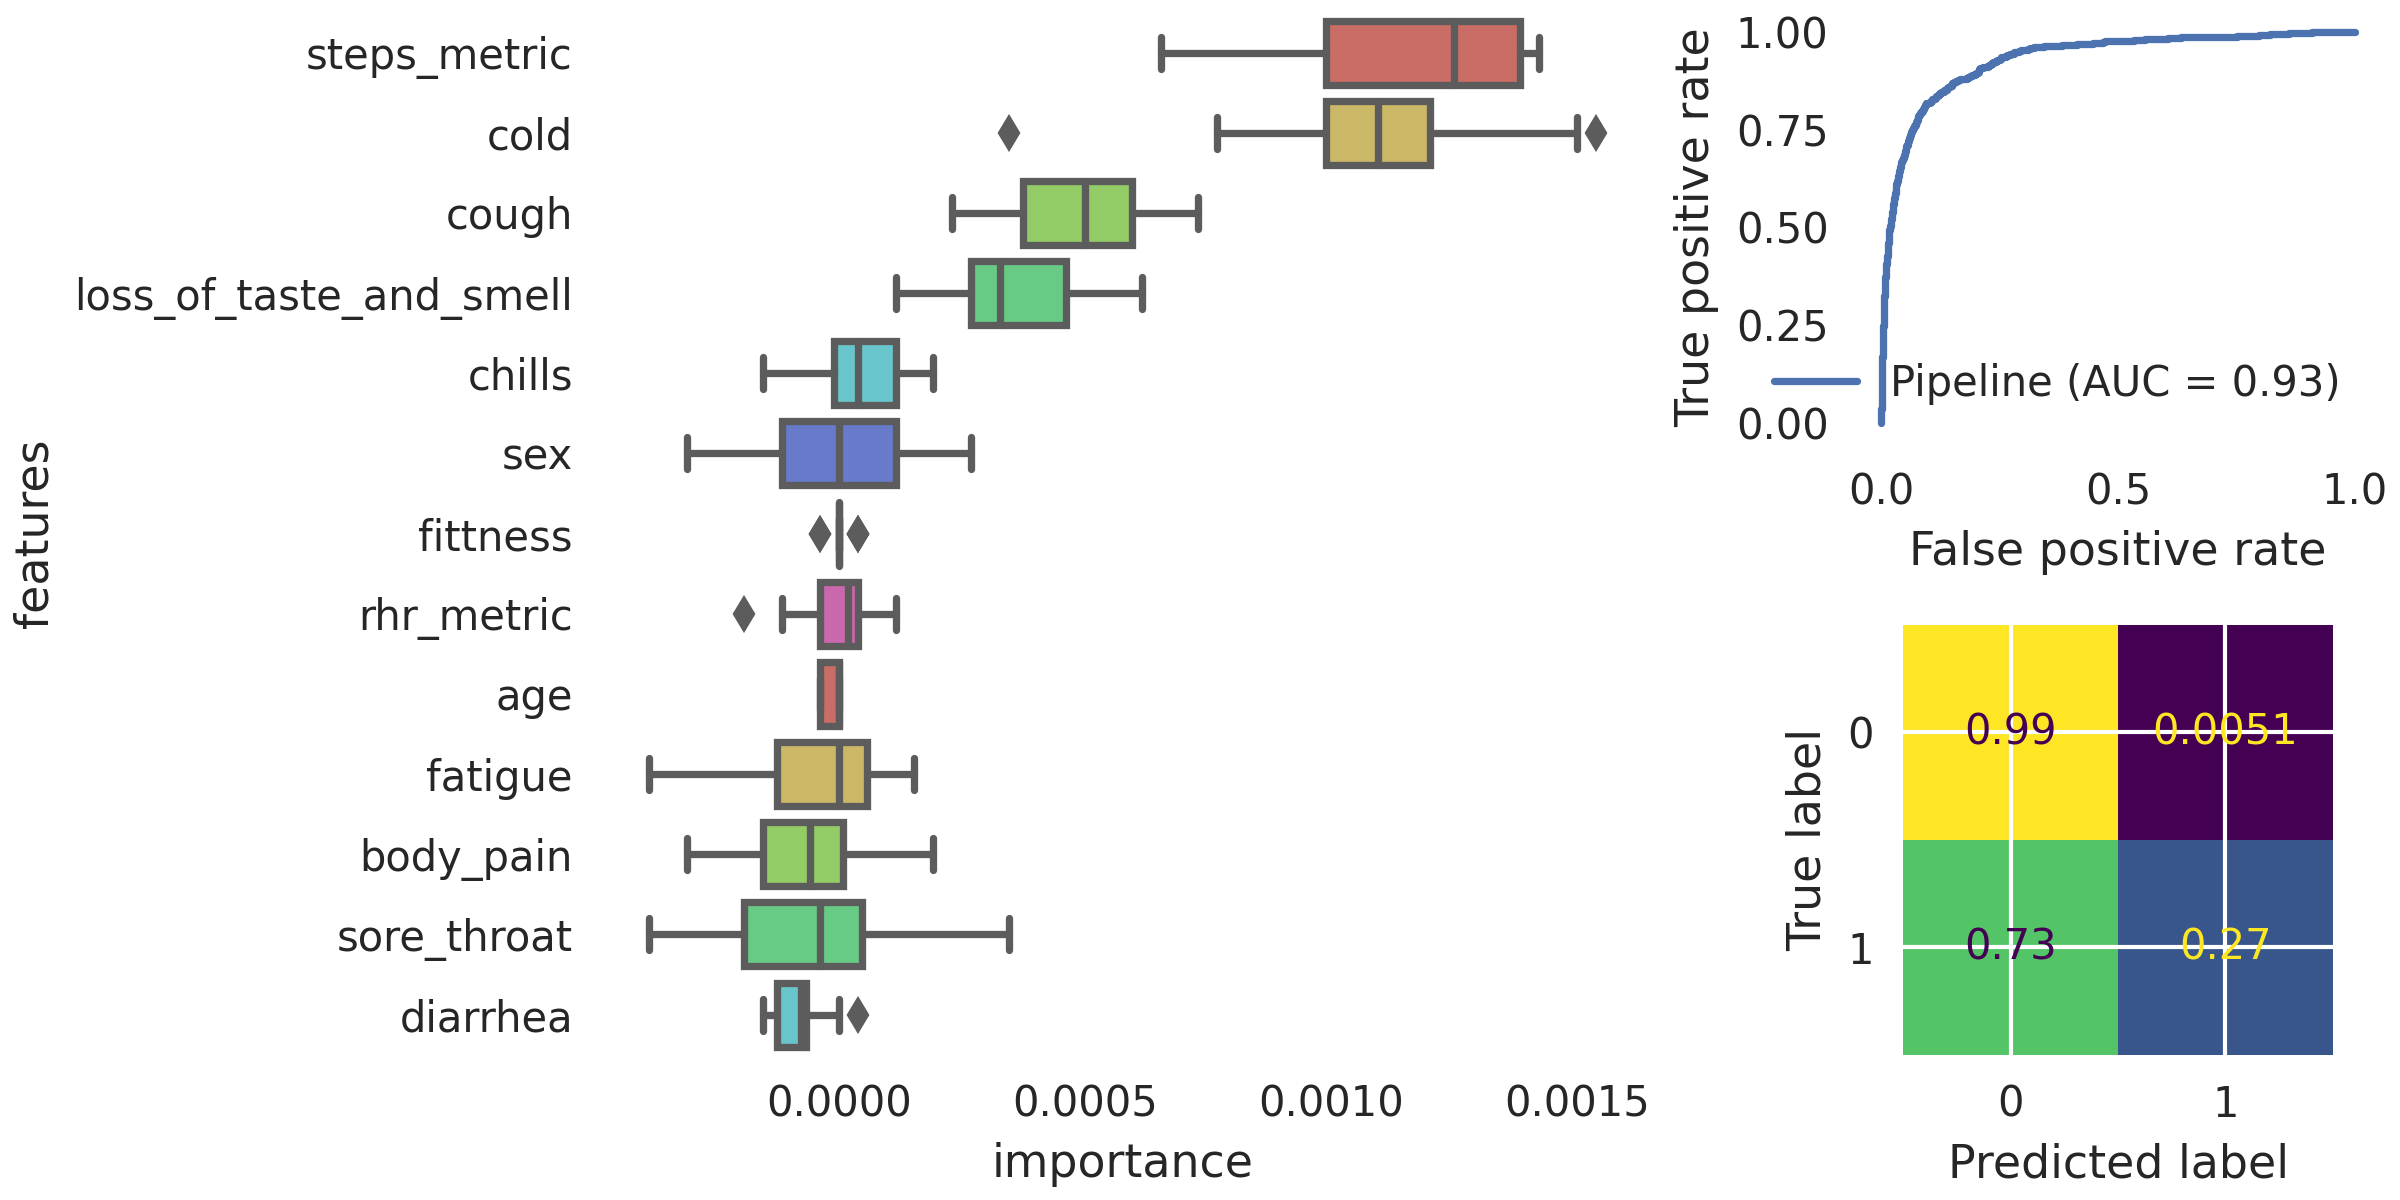 features
steps_metric
cold
cough
loss_of_taste_and_smell
chills
sex
fittness
rhr_metric
age
fatigue
body_pain
sore_throat
diarrhea
0.0000 0.0005 0.0010 0.0015
importance
True positive rate
1.00
0.75
0.50
0.25
0.00
Pipeline (AUC = 0.93)
0.0 0.5 1.0
False positive rate
True label
0
1
0.99 0.0051
0.73 0.27
0 1
Predicted label